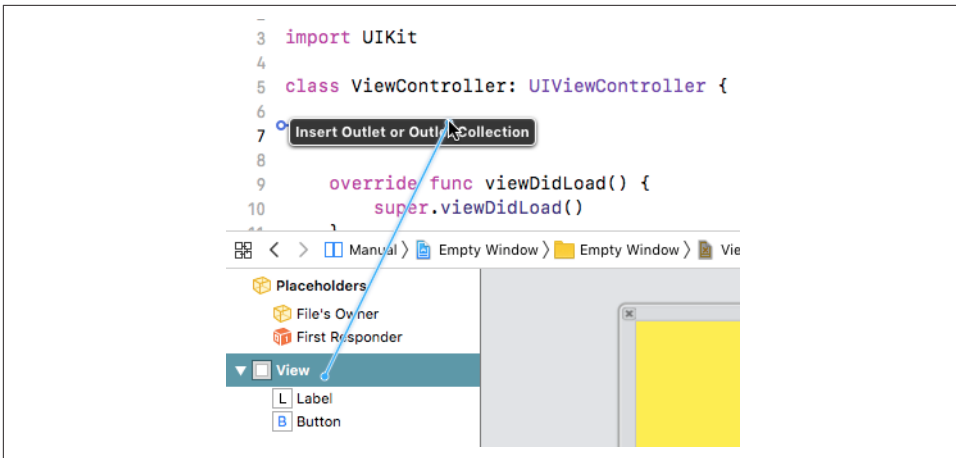 3 import UIKit
4
5 class ViewController: UIViewController {
6
7 Insert Outlet or Outlet Collection
8
9 override func viewDidLoad() {
10 super.viewDidLoad()
}
Manual 〉 Empty Window 〉 Empty Window 〉 Vie
Placeholders
File's Owner
First Responder
View
L Label
B Button